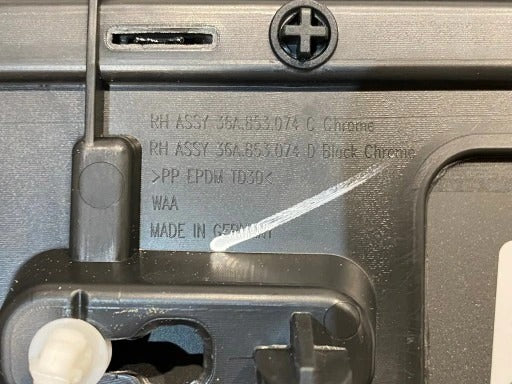 RH ASSY 36A.853.074 C Chrome
RH ASSY 36A.853.074 D Black Chrome
>PP EPDM TD30<
WAA
MADE IN GERMANY